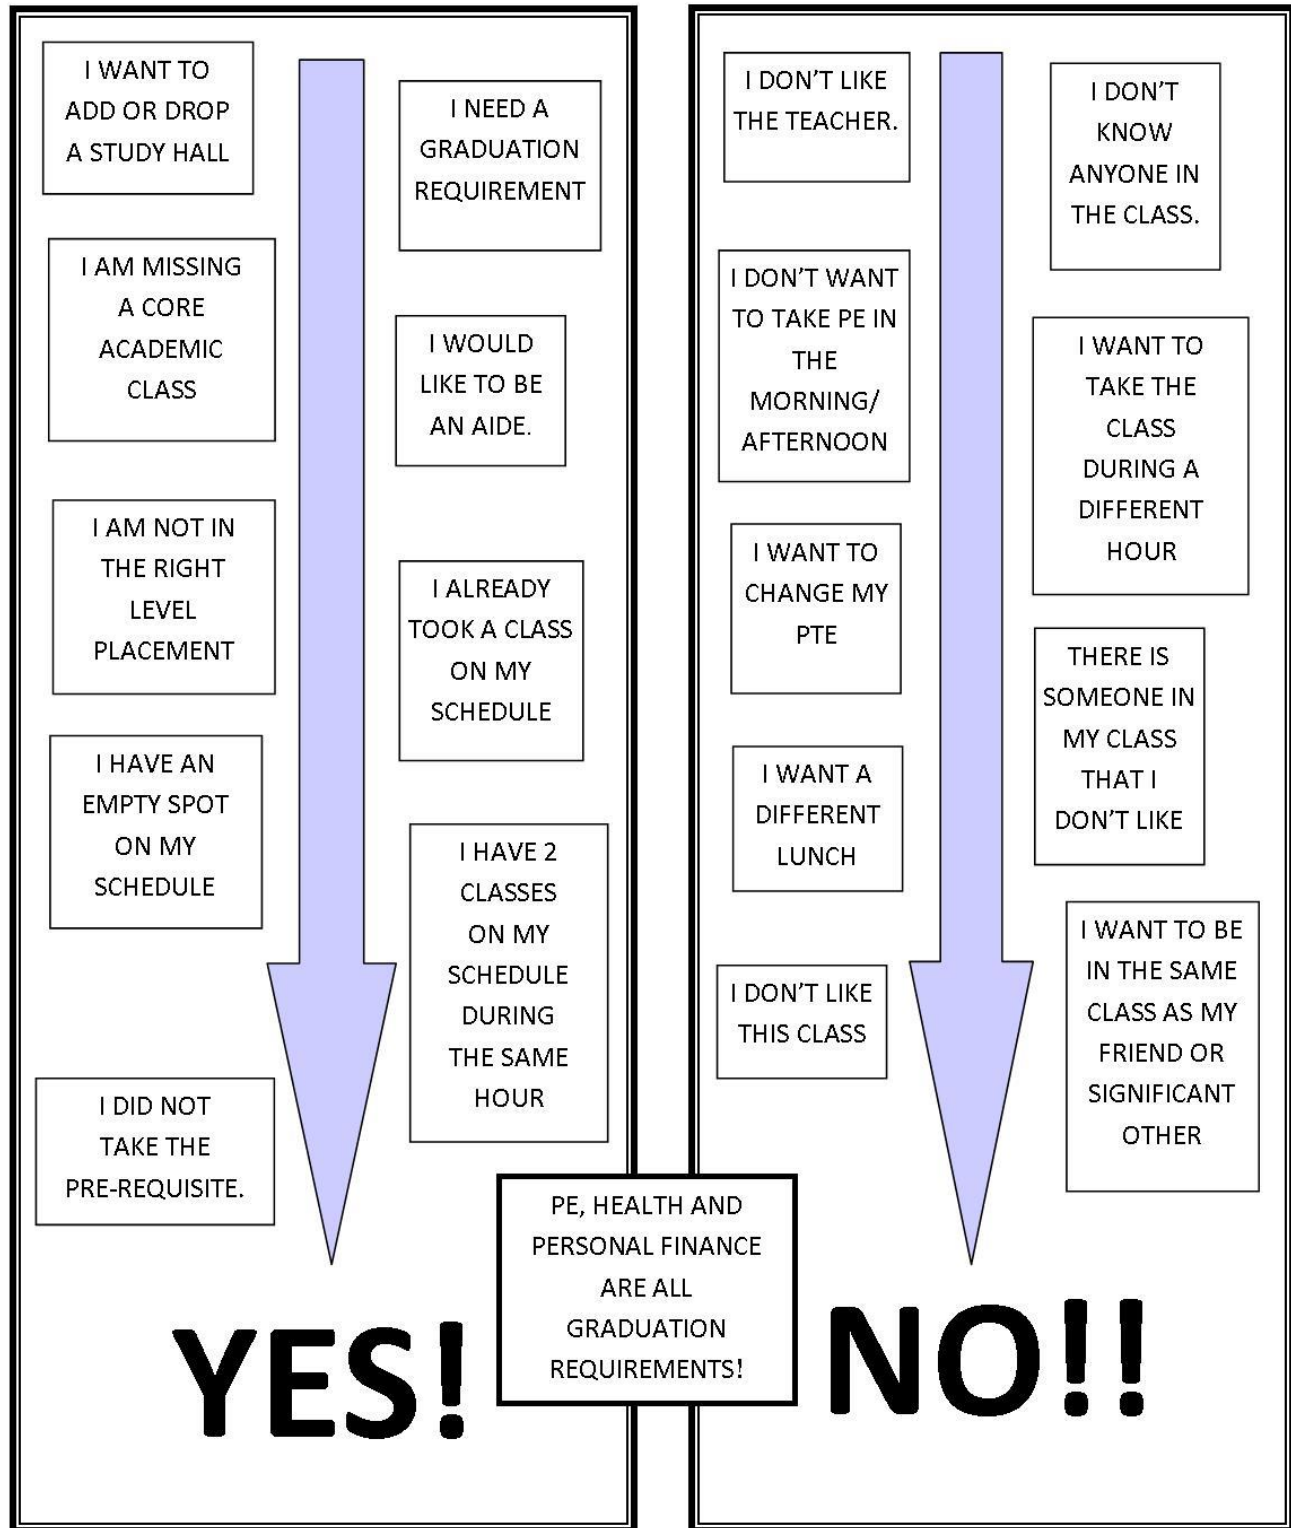 I WANT TO
ADD OR DROP
A STUDY HALL
I NEED A
GRADUATION
REQUIREMENT
I AM MISSING
A CORE
ACADEMIC
CLASS
I WOULD
LIKE TO BE
AN AIDE.
I AM NOT IN
THE RIGHT
LEVEL
PLACEMENT
I ALREADY
TOOK A CLASS
ON MY
SCHEDULE
I HAVE AN
EMPTY SPOT
ON MY
SCHEDULE
I HAVE 2
CLASSES
ON MY
SCHEDULE
DURING
THE SAME
HOUR
I DID NOT
TAKE THE
PRE-REQUISITE.
YES!
I DON'T LIKE
THE TEACHER.
I DON'T
KNOW
ANYONE IN
THE CLASS.
I DON'T WANT
TO TAKE PE IN
THE
MORNING/
AFTERNOON
I WANT TO
TAKE THE
CLASS
DURING A
DIFFERENT
HOUR
I WANT TO
CHANGE MY
PTE
THERE IS
SOMEONE IN
MY CLASS
THAT I
DON'T LIKE
I WANT A
DIFFERENT
LUNCH
I WANT TO BE
IN THE SAME
CLASS AS MY
FRIEND OR
SIGNIFICANT
OTHER
I DON'T LIKE
THIS CLASS
NO!!
PE, HEALTH AND
PERSONAL FINANCE
ARE ALL
GRADUATION
REQUIREMENTS!